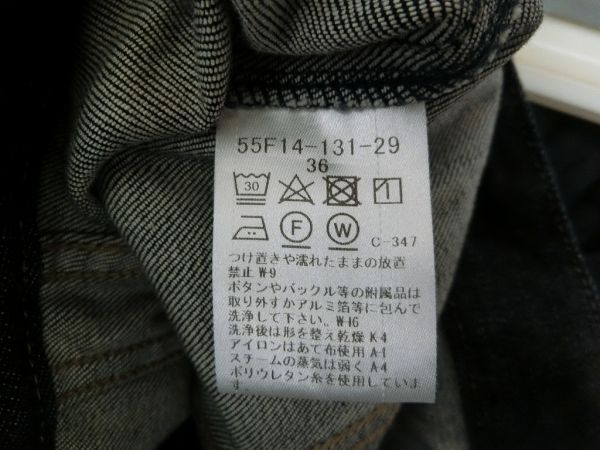 55F14-131-29
36
30
F W C-347
つけ置きや濡れたままの放置
禁止 W-9
ボタンやバックル等の附属品は
取り外すかアルミ箔等に包んで
洗浄して下さい。W-16
洗浄後は形を整え乾燥 K-4
アイロンはあて布使用 A-1
スチームの蒸気は弱く A-4
ポリウレタン糸を使用していま
す。